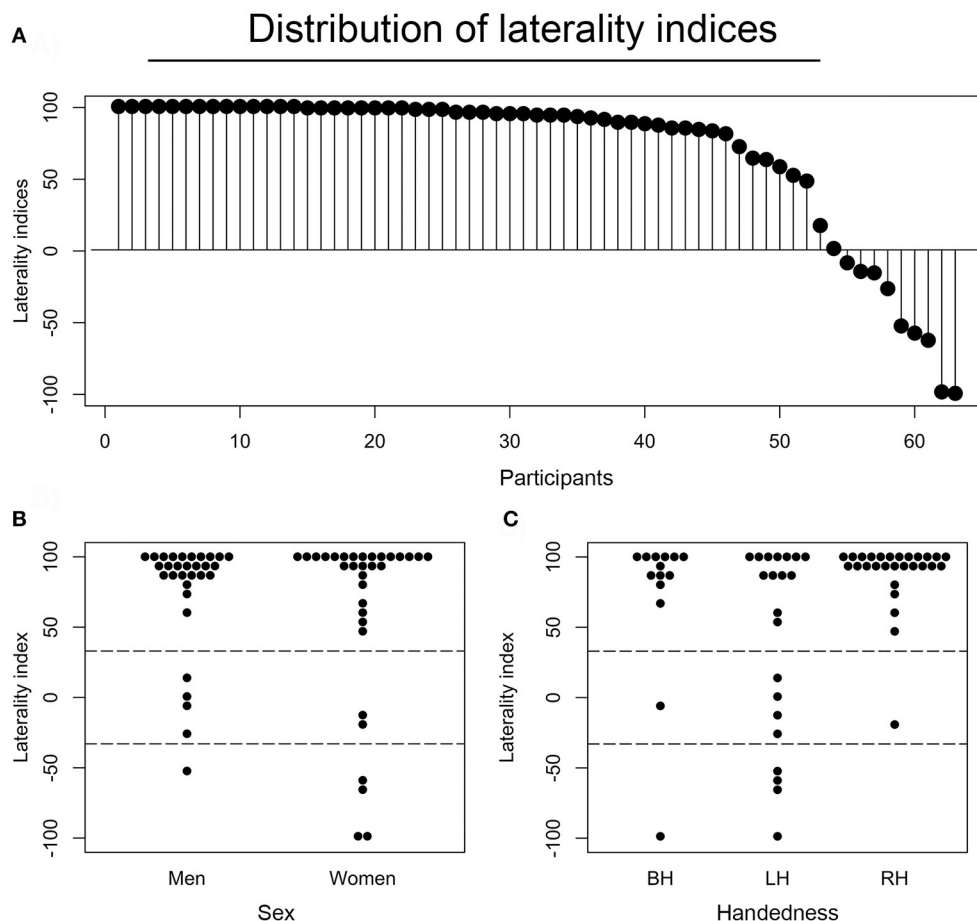 Distribution of laterality indices
A
100
50
0
-50
-100
Laterality indices
0 10 20 30 40 50 60
Participants
B
100
50
0
-50
-100
Laterality index
Men Women
Sex
C
100
50
0
-50
-100
Laterality index
BH LH RH
Handedness